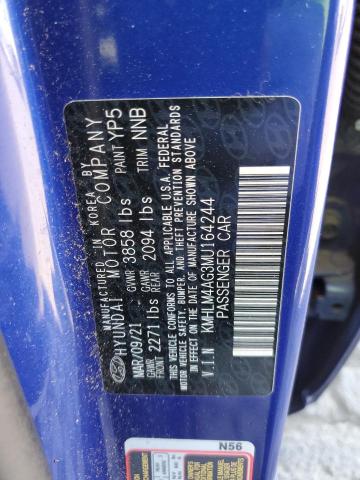 MANUFACTURED IN KOREA BY
HYUNDAI MOTOR COMPANY
MAR/09/21 GVWR 3858 lbs PAINT YP5
GAWR FRONT 2271 lbs GAWR REAR 2094 lbs TRIM NNB
THIS VEHICLE CONFORMS TO ALL APPLICABLE U.S.A. FEDERAL
MOTOR VEHICLE SAFETY, BUMPER, AND THEFT PREVENTION STANDARDS
IN EFFECT ON THE DATE OF MANUFACTURE SHOWN ABOVE.
V.I.N KMHLM4AG3MU164244
PASSENGER CAR
N56